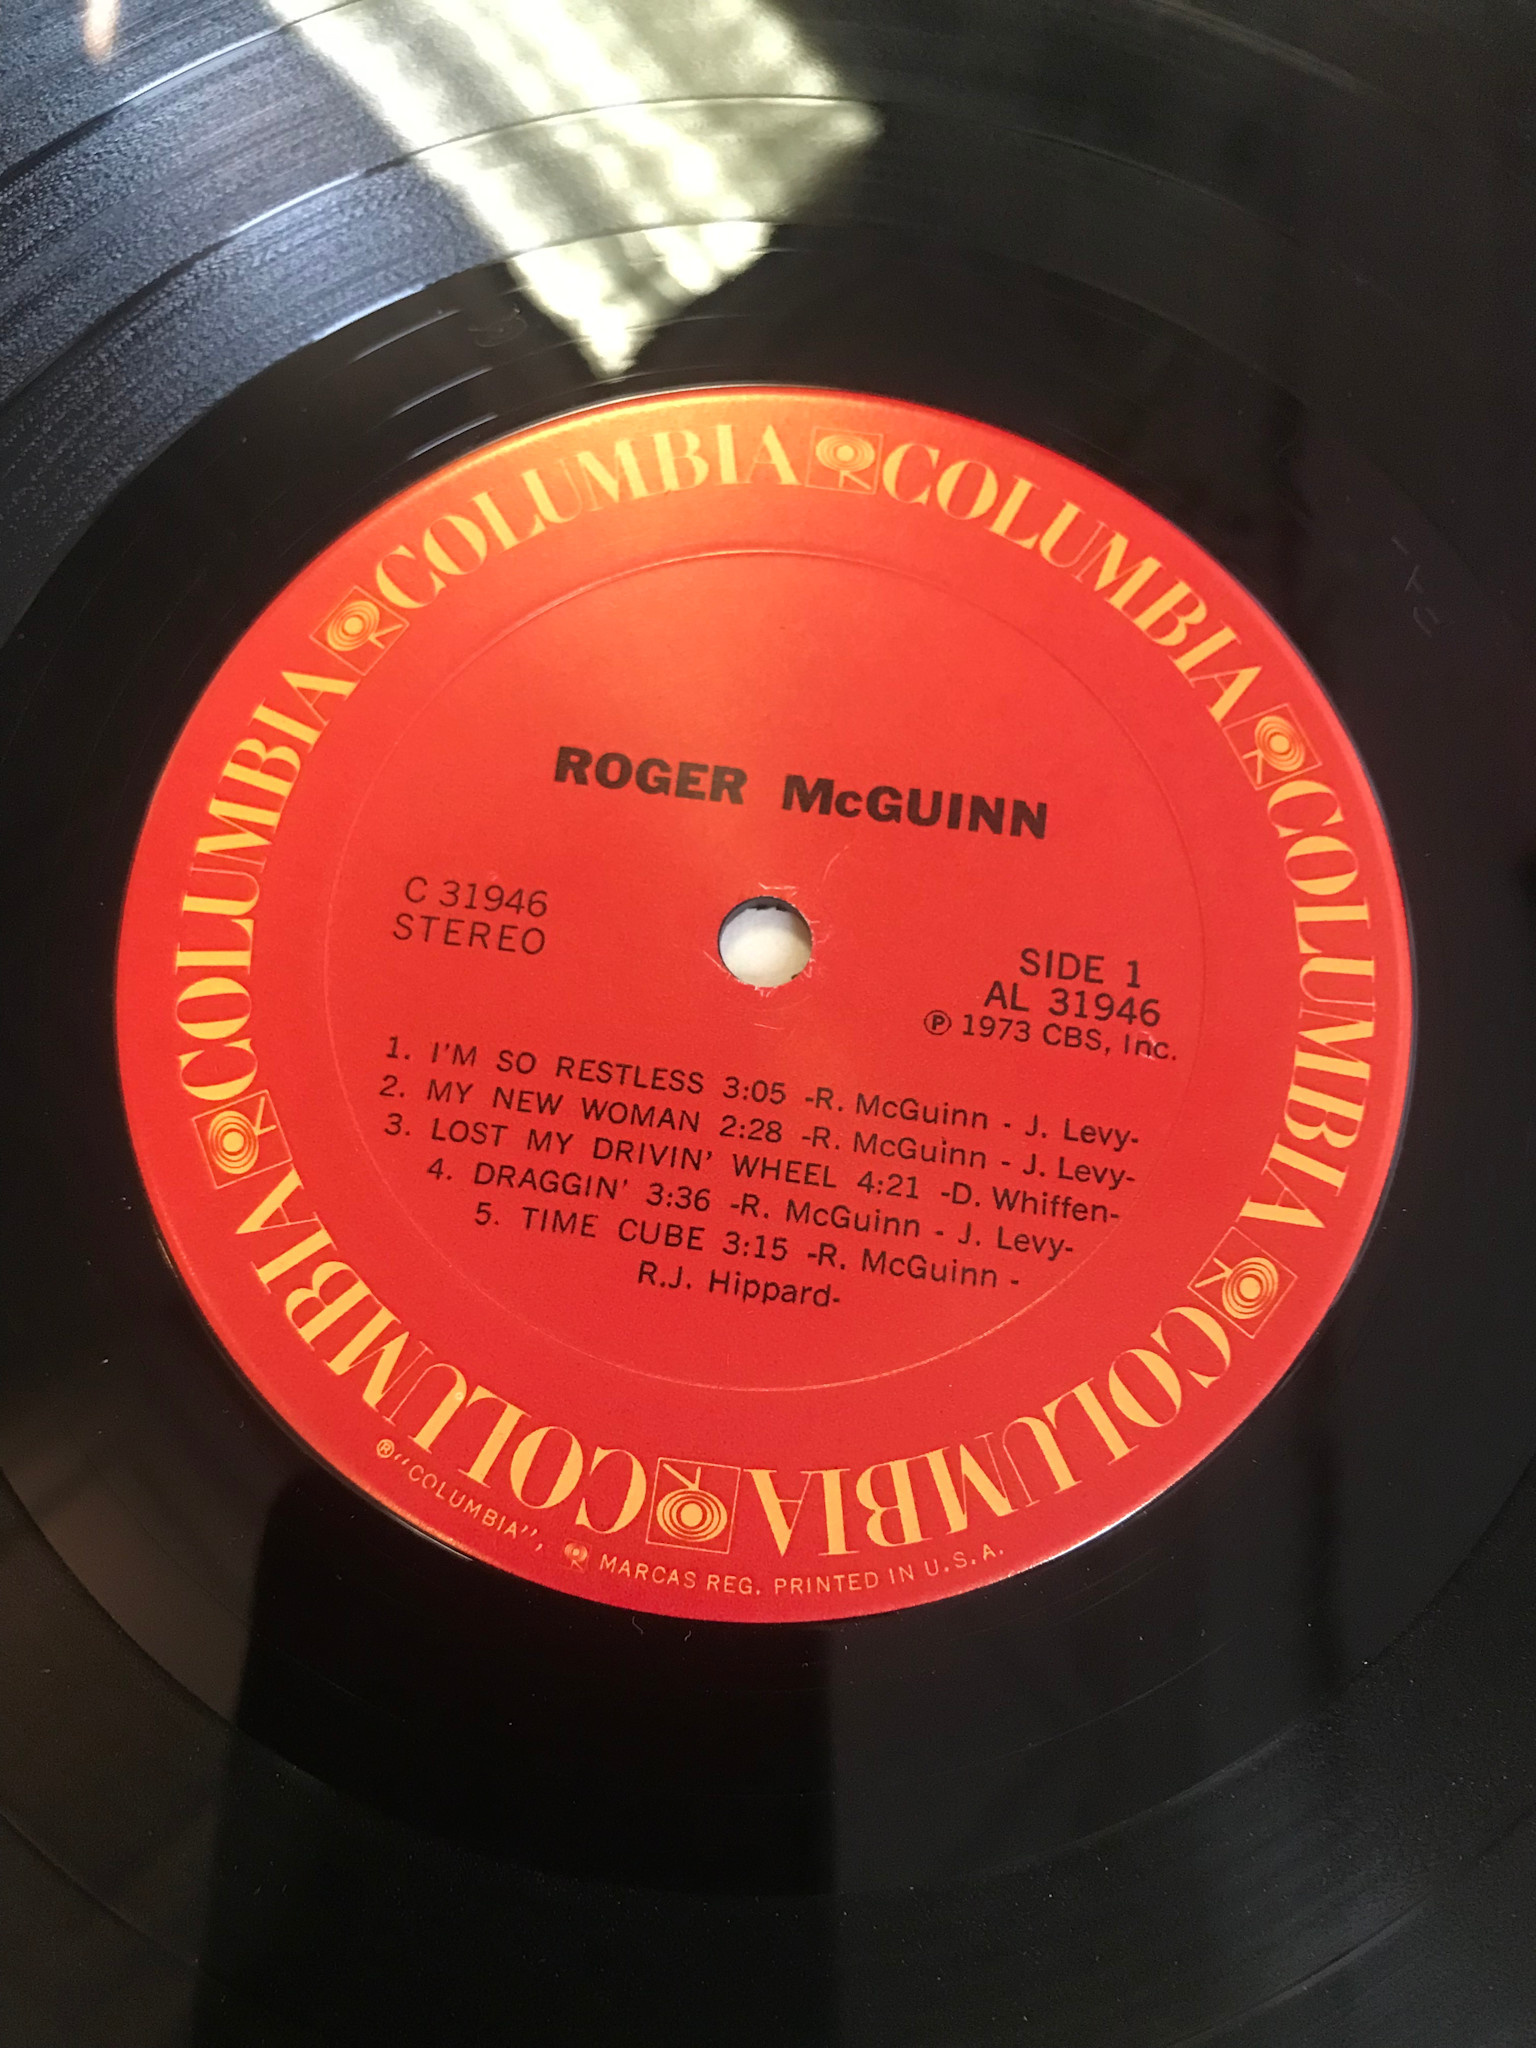 COLUMBIA COLUMBIA COLUMBIA COLUMBIA COLUMBIA COLUMBIA
ROGER McGUINN
C 31946
STEREO
SIDE 1
AL 31946
Ⓟ 1973 CBS, Inc.
1. I'M SO RESTLESS 3:05 -R. McGuinn - J. Levy-
2. MY NEW WOMAN 2:28 -R. McGuinn - J. Levy-
3. LOST MY DRIVIN' WHEEL 4:21 -D. Whiffen-
4. DRAGGIN' 3:36 -R. McGuinn - J. Levy-
5. TIME CUBE 3:15 -R. McGuinn -
R.J. Hippard-
®"COLUMBIA", MARCAS REG. PRINTED IN U.S.A.